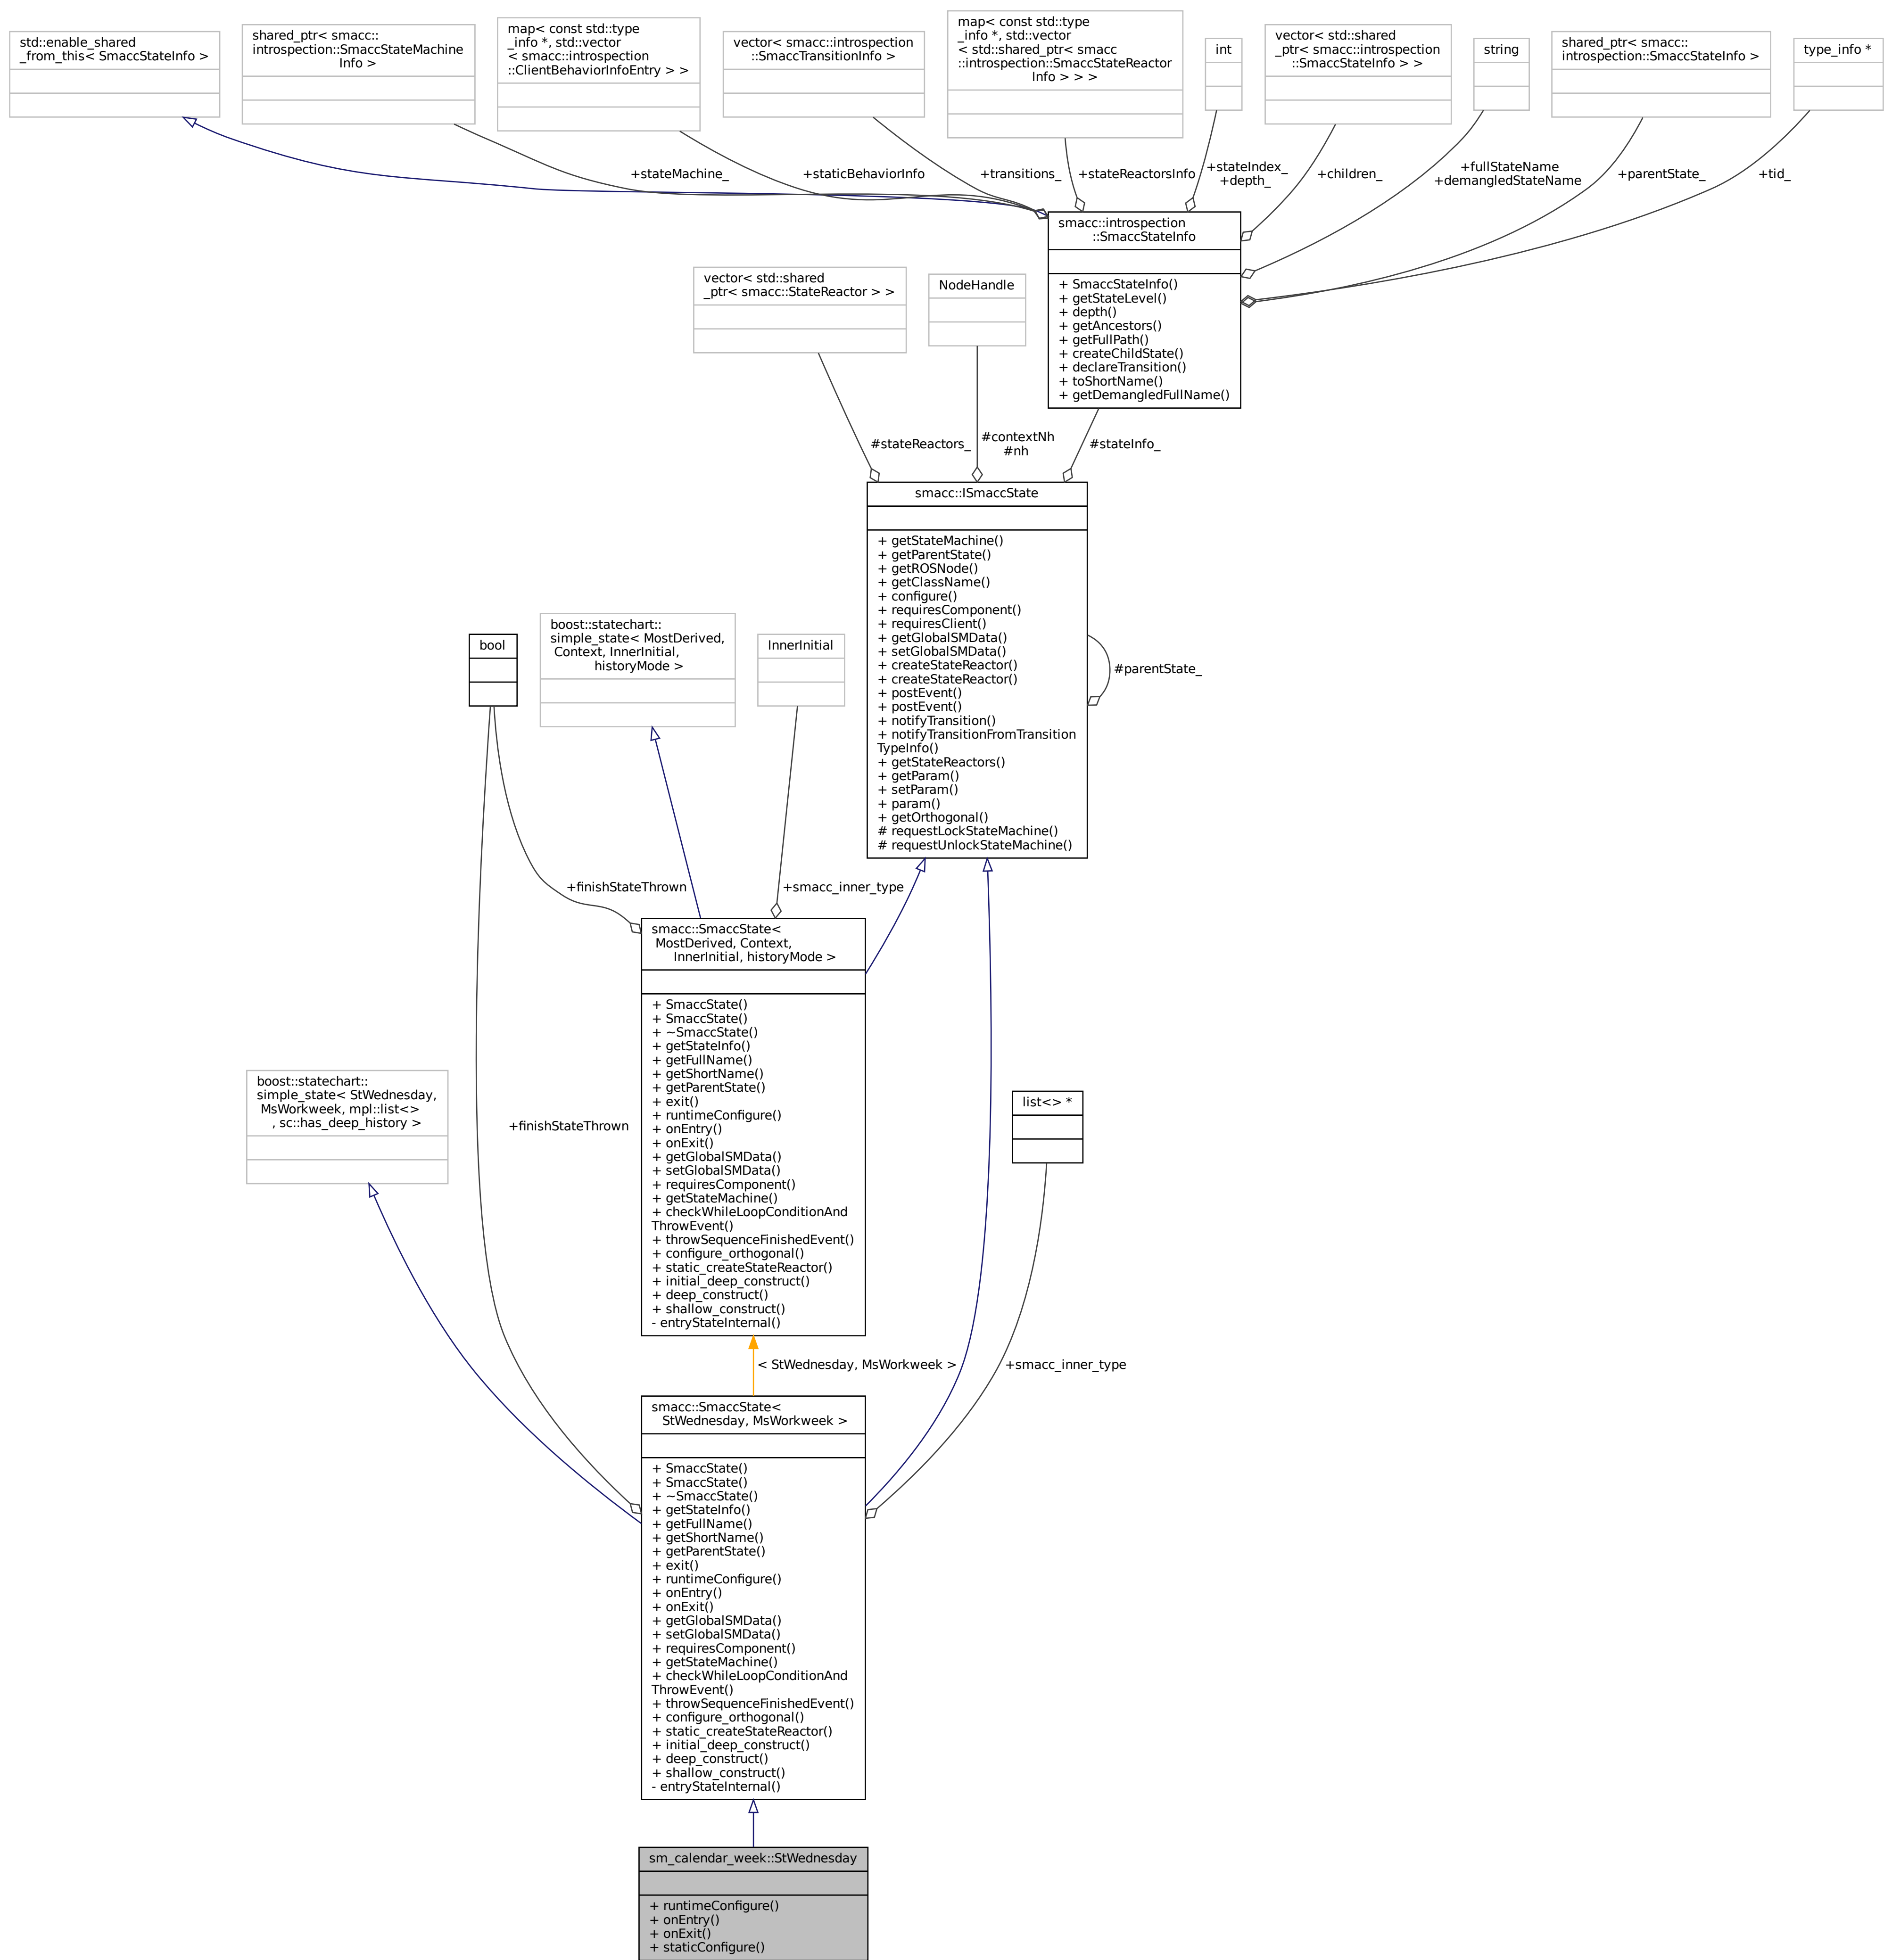 std::enable_shared
_from_this< SmaccStateInfo >
shared_ptr< smacc::
introspection::SmaccStateMachine
Info >
map< const std::type
_info *, std::vector
< smacc::introspection
::ClientBehaviorInfoEntry > >
vector< smacc::introspection
::SmaccTransitionInfo >
map< const std::type
_info *, std::vector
< std::shared_ptr< smacc
::introspection::SmaccStateReactor
Info > > >
int
vector< std::shared
_ptr< smacc::introspection
::SmaccStateInfo > >
string
shared_ptr< smacc::
introspection::SmaccStateInfo >
type_info *
+stateMachine_
+staticBehaviorInfo
+transitions_
+stateReactorsInfo
+stateIndex_
+depth_
+children_
+fullStateName
+demangledStateName
+parentState_
+tid_
smacc::introspection
::SmaccStateInfo
+ SmaccStateInfo()
+ getStateLevel()
+ depth()
+ getAncestors()
+ getFullPath()
+ createChildState()
+ declareTransition()
+ toShortName()
+ getDemangledFullName()
vector< std::shared
_ptr< smacc::StateReactor > >
NodeHandle
#stateReactors_
#contextNh
#nh
#stateInfo_
smacc::ISmaccState
+ getStateMachine()
+ getParentState()
+ getROSNode()
+ getClassName()
+ configure()
+ requiresComponent()
+ requiresClient()
+ getGlobalSMData()
+ setGlobalSMData()
+ createStateReactor()
+ createStateReactor()
+ postEvent()
+ postEvent()
+ notifyTransition()
+ notifyTransitionFromTransition
TypeInfo()
+ getStateReactors()
+ getParam()
+ setParam()
+ param()
+ getOrthogonal()
# requestLockStateMachine()
# requestUnlockStateMachine()
#parentState_
bool
boost::statechart::
simple_state< MostDerived,
Context, InnerInitial,
historyMode >
InnerInitial
+finishStateThrown
+smacc_inner_type
smacc::SmaccState<
MostDerived, Context,
InnerInitial, historyMode >
+ SmaccState()
+ SmaccState()
+ ~SmaccState()
+ getStateInfo()
+ getFullName()
+ getShortName()
+ getParentState()
+ exit()
+ runtimeConfigure()
+ onEntry()
+ onExit()
+ getGlobalSMData()
+ setGlobalSMData()
+ requiresComponent()
+ getStateMachine()
+ checkWhileLoopConditionAnd
ThrowEvent()
+ throwSequenceFinishedEvent()
+ configure_orthogonal()
+ static_createStateReactor()
+ initial_deep_construct()
+ deep_construct()
+ shallow_construct()
- entryStateInternal()
boost::statechart::
simple_state< StWednesday,
MsWorkweek, mpl::list<>
, sc::has_deep_history >
+finishStateThrown
list<> *
< StWednesday, MsWorkweek >
+smacc_inner_type
smacc::SmaccState<
StWednesday, MsWorkweek >
+ SmaccState()
+ SmaccState()
+ ~SmaccState()
+ getStateInfo()
+ getFullName()
+ getShortName()
+ getParentState()
+ exit()
+ runtimeConfigure()
+ onEntry()
+ onExit()
+ getGlobalSMData()
+ setGlobalSMData()
+ requiresComponent()
+ getStateMachine()
+ checkWhileLoopConditionAnd
ThrowEvent()
+ throwSequenceFinishedEvent()
+ configure_orthogonal()
+ static_createStateReactor()
+ initial_deep_construct()
+ deep_construct()
+ shallow_construct()
- entryStateInternal()
sm_calendar_week::StWednesday
+ runtimeConfigure()
+ onEntry()
+ onExit()
+ staticConfigure()